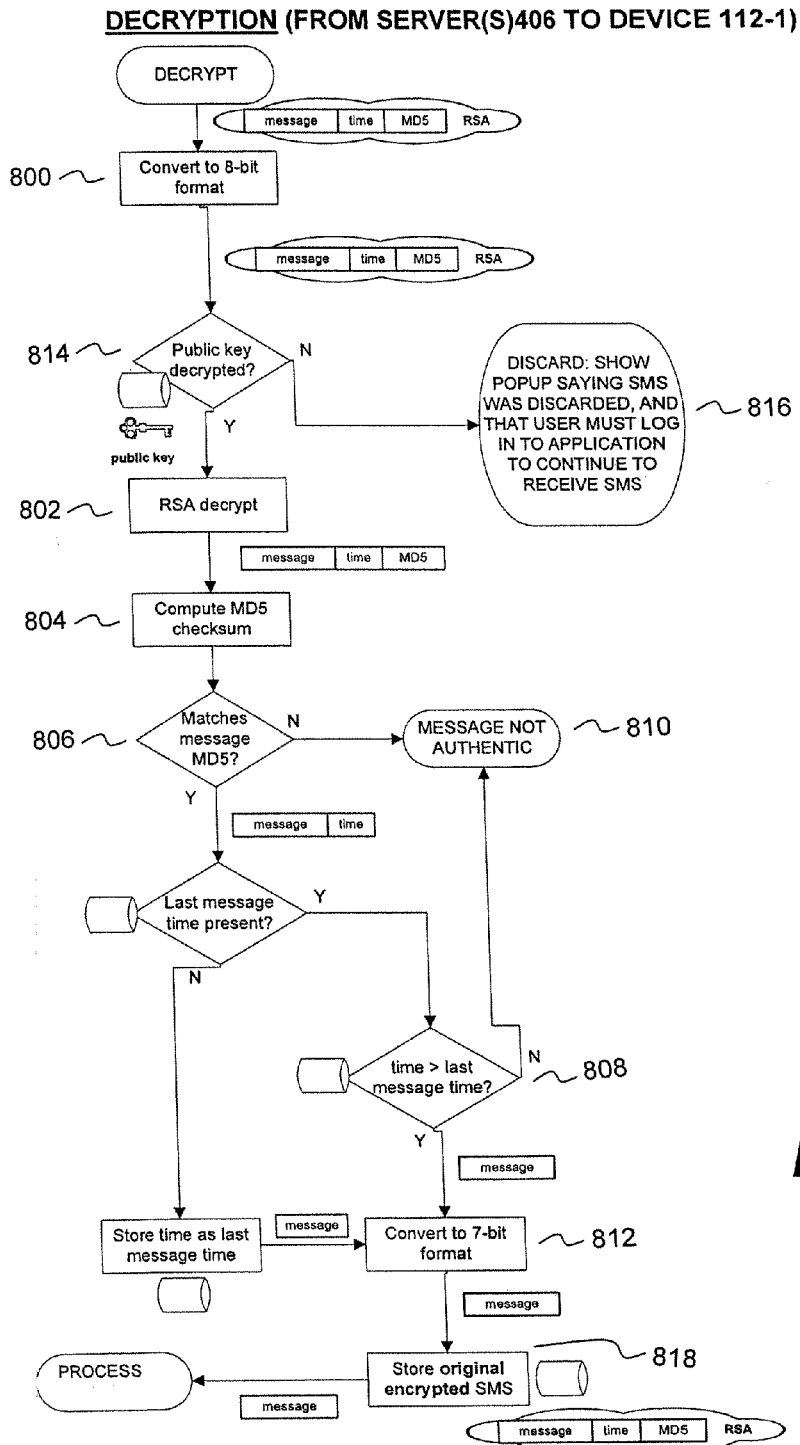 DECRYPTION (FROM SERVER(S)406 TO DEVICE 112-1)
DECRYPT
message time MD5 RSA
800
Convert to 8-bit
format
message time MD5 RSA
814
Public key
decrypted?
N
Y
public key
DISCARD: SHOW
POPUP SAYING SMS
WAS DISCARDED, AND
THAT USER MUST LOG
IN TO APPLICATION
TO CONTINUE TO
RECEIVE SMS
816
802
RSA decrypt
message time MD5
804
Compute MD5
checksum
806
Matches
message
MD5?
N
Y
MESSAGE NOT
AUTHENTIC
810
message time
Last message
time present?
Y
N
time > last
message time?
N
808
Y
message
Store time as last
message time
message
Convert to 7-bit
format
812
message
818
PROCESS
Store original
encrypted SMS
message
message time MD5 RSA